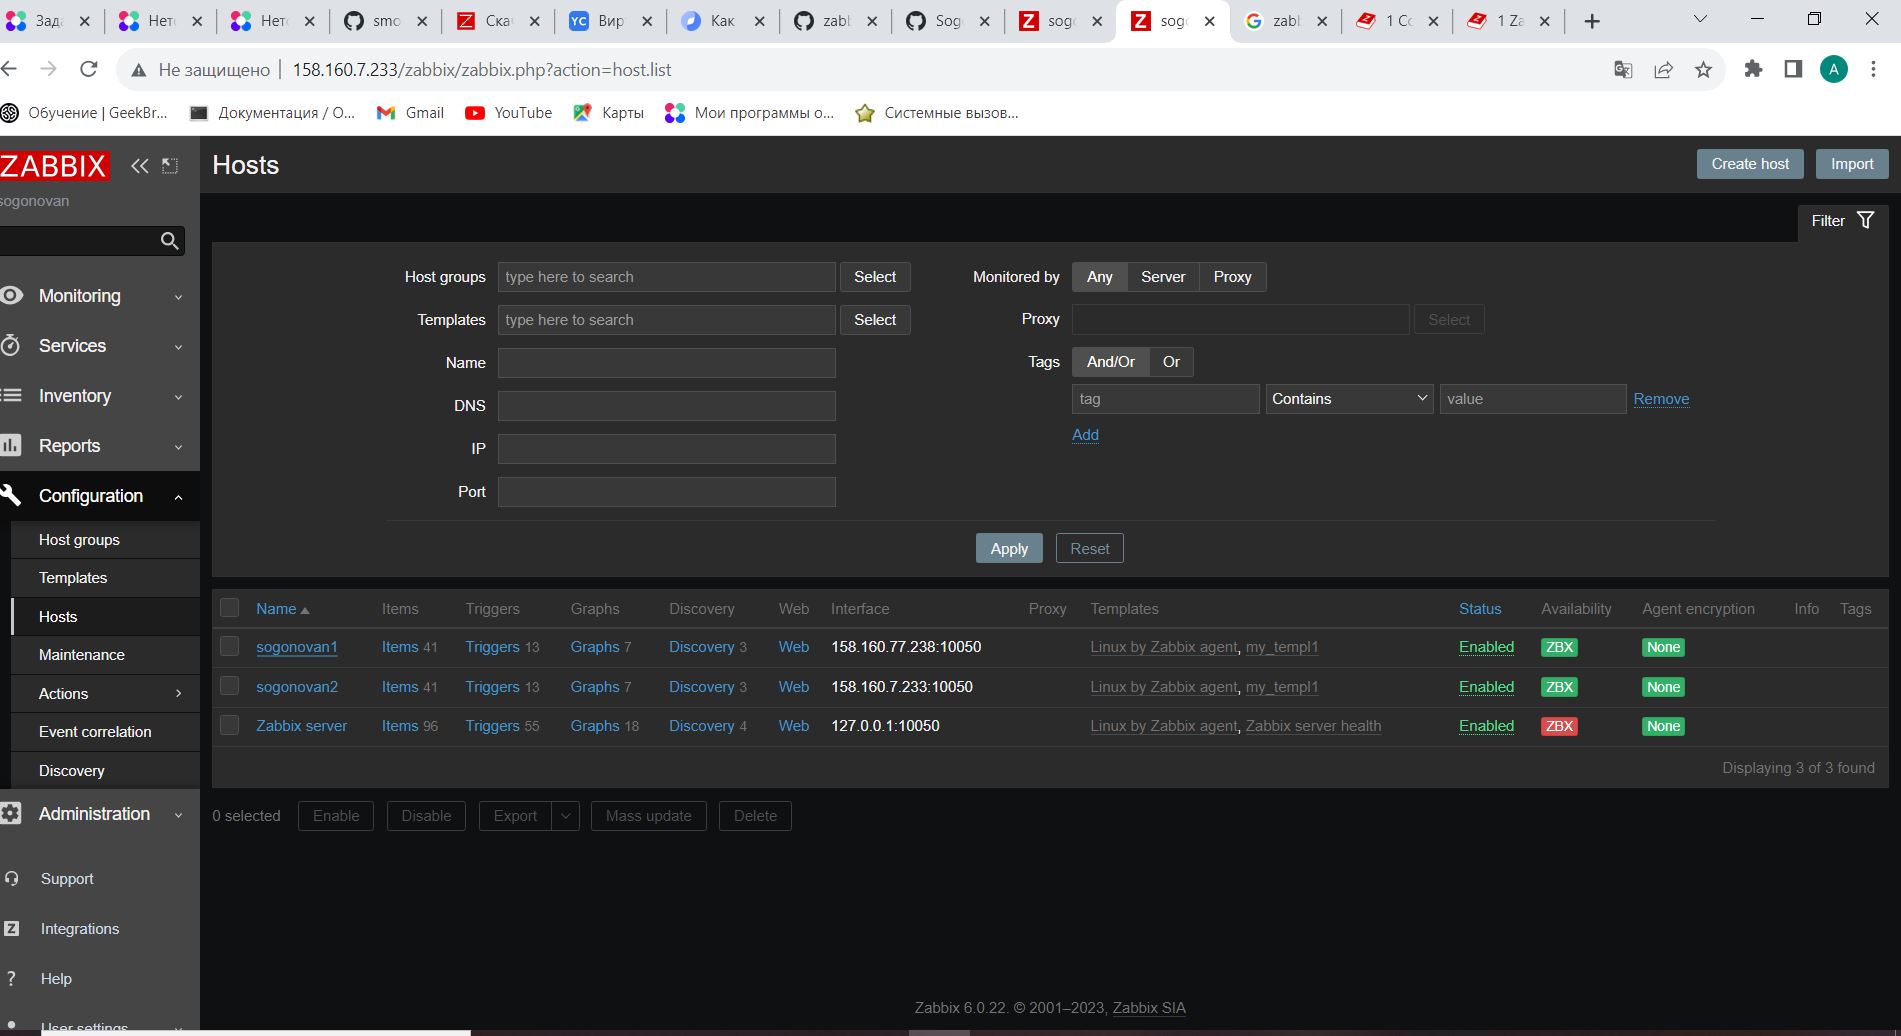 Зада
Нето
Нето
smo
Ска
YC Вирт
Как
zabb
Sogo
Z sogo
Z sogo
zabb
1 Co
1 Za
Не защищено 158.160.7.233/zabbix/zabbix.php?action=host.list
A
Обучение | GeekBr...
Документация / О...
Gmail
YouTube
Карты
Мои программы о...
Системные вызов...
ZABBIX
sogonovan
Monitoring
Services
Inventory
Reports
Configuration
Host groups
Templates
Hosts
Maintenance
Actions
Event correlation
Discovery
Administration
Support
Integrations
Help
User settings
Hosts
Create host Import
Filter
Host groups type here to search Select
Templates type here to search Select
Name
DNS
IP
Port
Monitored by Any Server Proxy
Proxy Select
Tags And/Or Or
tag Contains value Remove
Add
Apply Reset
Name Items Triggers Graphs Discovery Web Interface Proxy Templates Status Availability Agent encryption Info Tags
sogonovan1 Items 41 Triggers 13 Graphs 7 Discovery 3 Web 158.160.77.238:10050 Linux by Zabbix agent, my_templ1 Enabled ZBX None
sogonovan2 Items 41 Triggers 13 Graphs 7 Discovery 3 Web 158.160.7.233:10050 Linux by Zabbix agent, my_templ1 Enabled ZBX None
Zabbix server Items 96 Triggers 55 Graphs 18 Discovery 4 Web 127.0.0.1:10050 Linux by Zabbix agent, Zabbix server health Enabled ZBX None
Displaying 3 of 3 found
0 selected Enable Disable Export Mass update Delete
Zabbix 6.0.22. © 2001–2023, Zabbix SIA